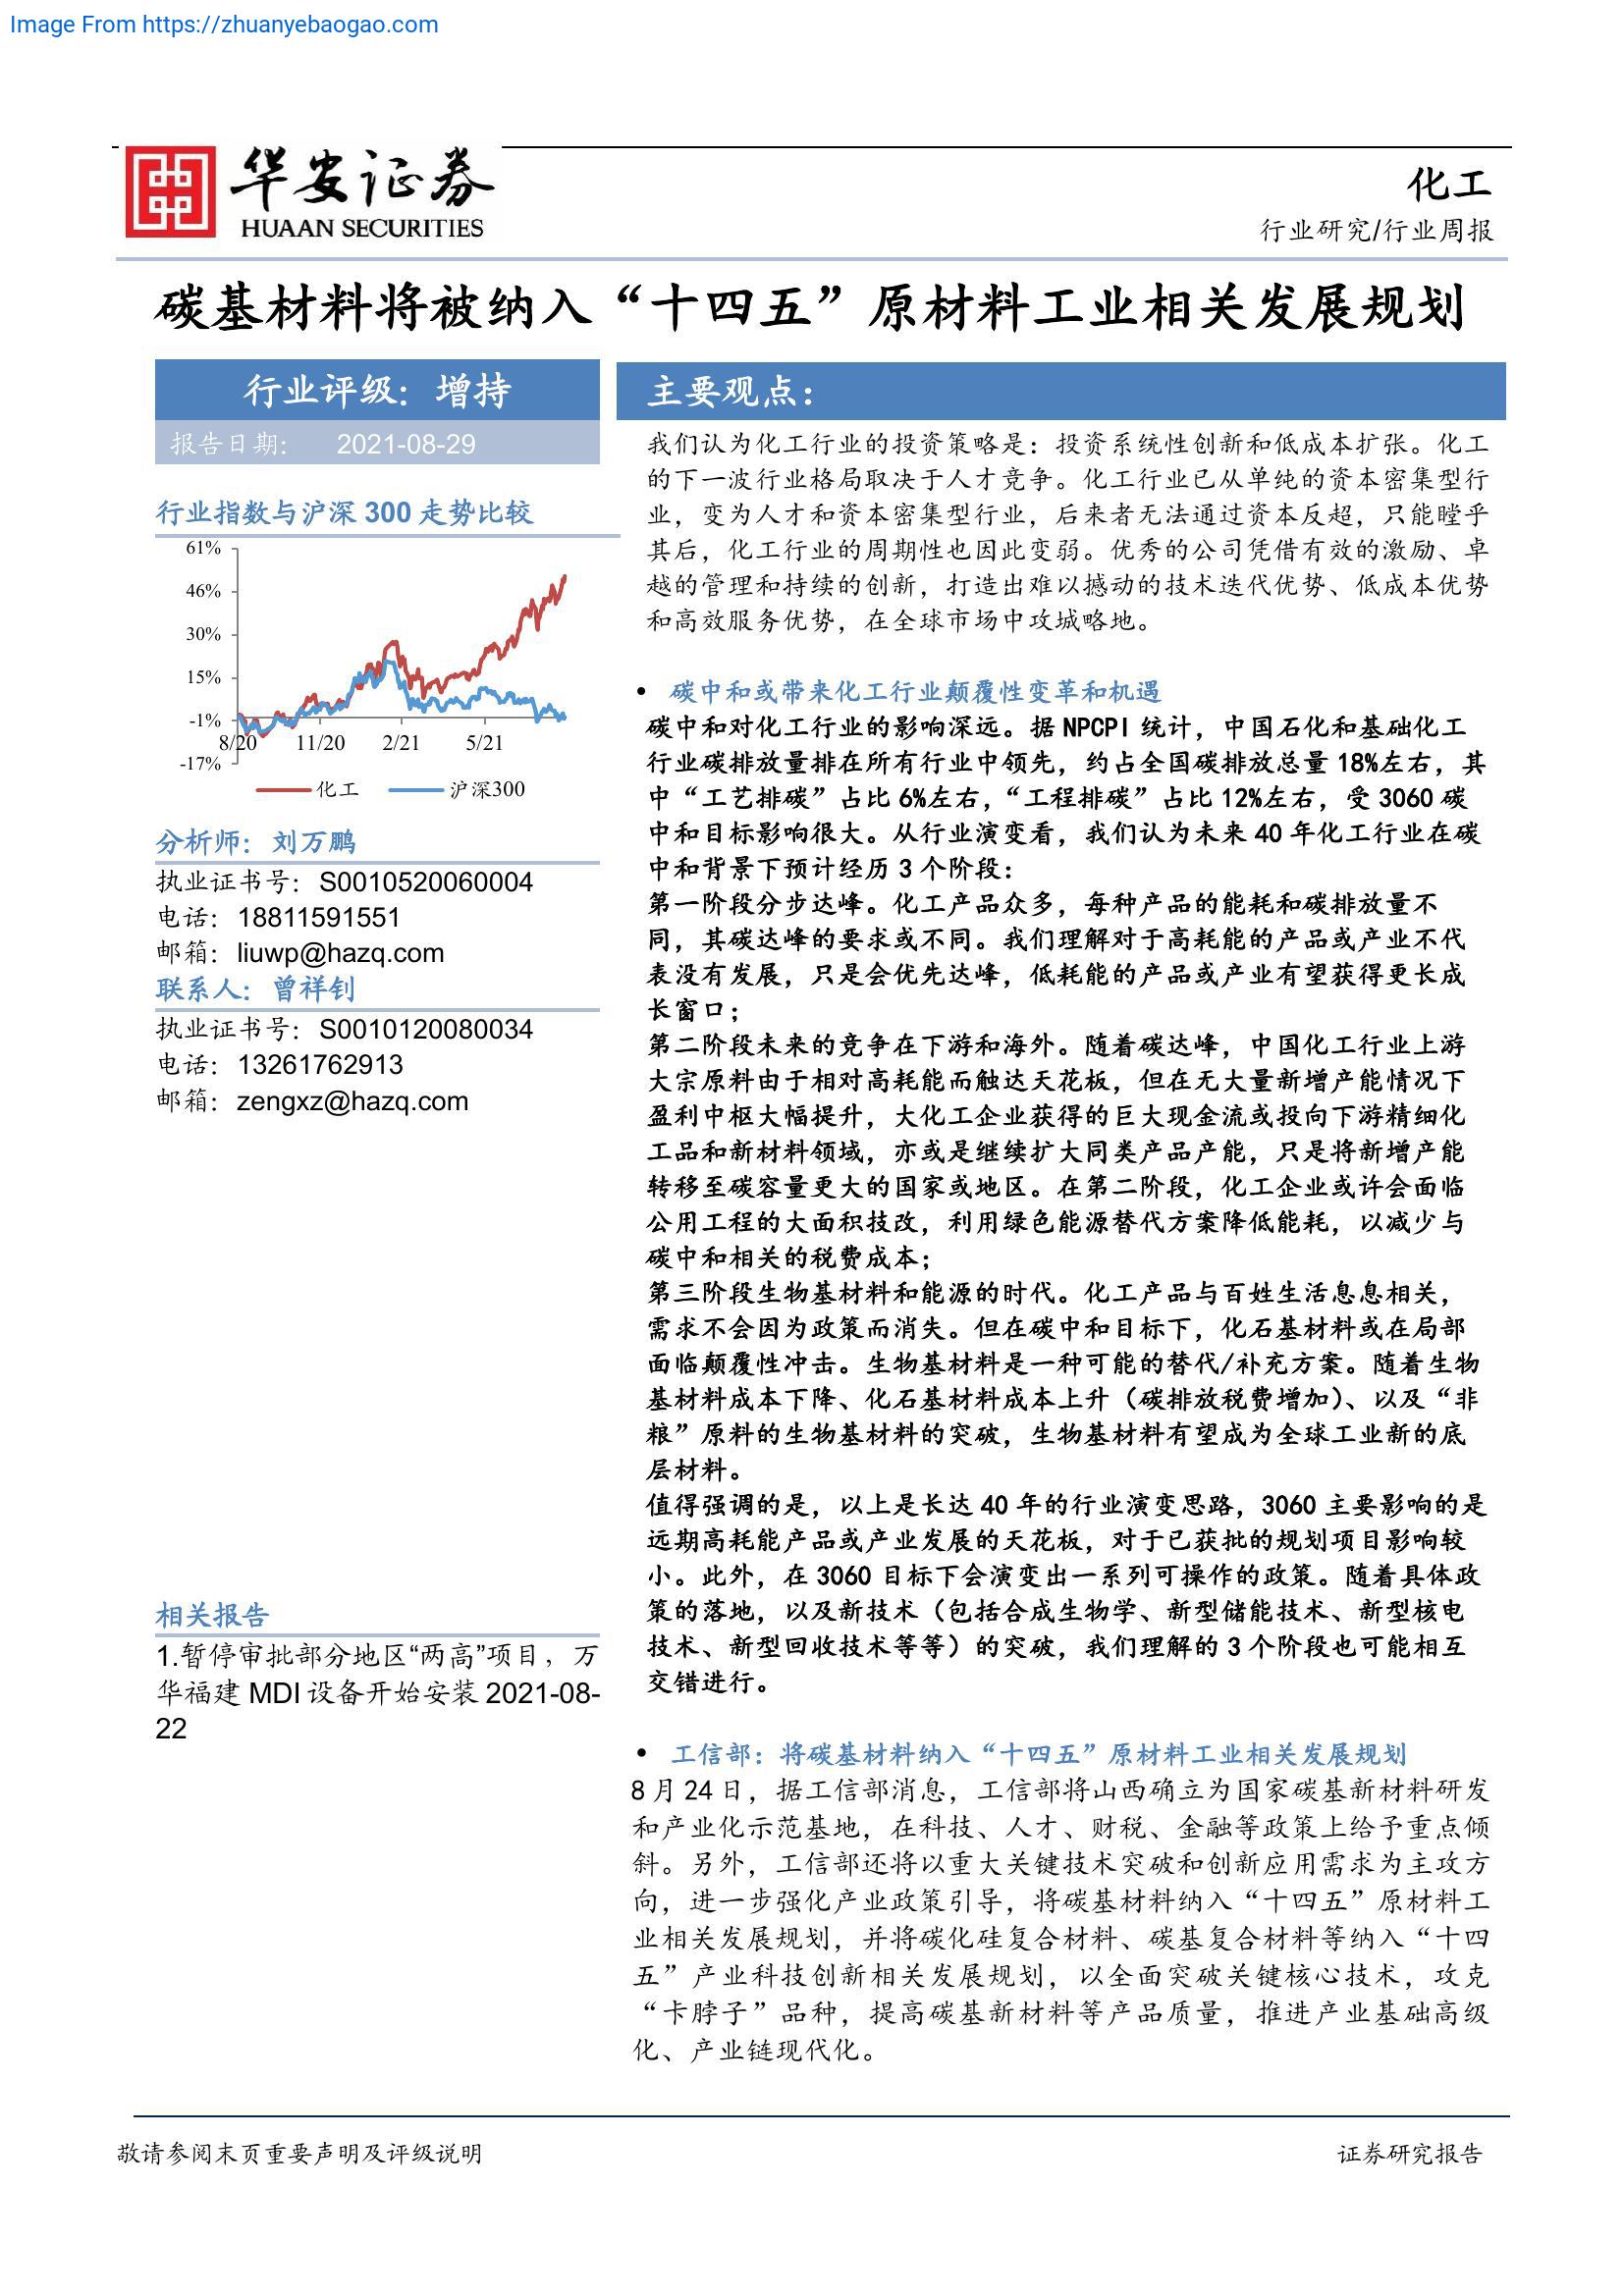 Image From https://zhuanyebaogao.com
华安证券
HUAAN SECURITIES
化工
行业研究/行业周报
碳基材料将被纳入“十四五”原材料工业相关发展规划
行业评级：增持
报告日期： 2021-08-29
行业指数与沪深 300 走势比较
61%
46%
30%
15%
-1%
8/20 11/20 2/21 5/21
-17%
化工 沪深300
分析师：刘万鹏
执业证书号：S0010520060004
电话：18811591551
邮箱：liuwp@hazq.com
联系人：曾祥钊
执业证书号：S0010120080034
电话：13261762913
邮箱：zengxz@hazq.com
相关报告
1.暂停审批部分地区“两高”项目，万
华福建 MDI 设备开始安装 2021-08-
22
主要观点：
我们认为化工行业的投资策略是：投资系统性创新和低成本扩张。化工
的下一波行业格局取决于人才竞争。化工行业已从单纯的资本密集型行
业，变为人才和资本密集型行业，后来者无法通过资本反超，只能瞠乎
其后，化工行业的周期性也因此变弱。优秀的公司凭借有效的激励、卓
越的管理和持续的创新，打造出难以撼动的技术迭代优势、低成本优势
和高效服务优势，在全球市场中攻城略地。
• 碳中和或带来化工行业颠覆性变革和机遇
碳中和对化工行业的影响深远。据 NPCPI 统计，中国石化和基础化工
行业碳排放量排在所有行业中领先，约占全国碳排放总量 18%左右，其
中“工艺排碳”占比 6%左右，“工程排碳”占比 12%左右，受 3060 碳
中和目标影响很大。从行业演变看，我们认为未来 40 年化工行业在碳
中和背景下预计经历 3 个阶段：
第一阶段分步达峰。化工产品众多，每种产品的能耗和碳排放量不
同，其碳达峰的要求或不同。我们理解对于高耗能的产品或产业不代
表没有发展，只是会优先达峰，低耗能的产品或产业有望获得更长成
长窗口；
第二阶段未来的竞争在下游和海外。随着碳达峰，中国化工行业上游
大宗原料由于相对高耗能而触达天花板，但在无大量新增产能情况下
盈利中枢大幅提升，大化工企业获得的巨大现金流或投向下游精细化
工品和新材料领域，亦或是继续扩大同类产品产能，只是将新增产能
转移至碳容量更大的国家或地区。在第二阶段，化工企业或许会面临
公用工程的大面积技改，利用绿色能源替代方案降低能耗，以减少与
碳中和相关的税费成本；
第三阶段生物基材料和能源的时代。化工产品与百姓生活息息相关，
需求不会因为政策而消失。但在碳中和目标下，化石基材料或在局部
面临颠覆性冲击。生物基材料是一种可能的替代/补充方案。随着生物
基材料成本下降、化石基材料成本上升（碳排放税费增加）、以及“非
粮”原料的生物基材料的突破，生物基材料有望成为全球工业新的底
层材料。
值得强调的是，以上是长达 40 年的行业演变思路，3060 主要影响的是
远期高耗能产品或产业发展的天花板，对于已获批的规划项目影响较
小。此外，在 3060 目标下会演变出一系列可操作的政策。随着具体政
策的落地，以及新技术（包括合成生物学、新型储能技术、新型核电
技术、新型回收技术等等）的突破，我们理解的 3 个阶段也可能相互
交错进行。
• 工信部：将碳基材料纳入“十四五”原材料工业相关发展规划
8 月 24 日，据工信部消息，工信部将山西确立为国家碳基新材料研发
和产业化示范基地，在科技、人才、财税、金融等政策上给予重点倾
斜。另外，工信部还将以重大关键技术突破和创新应用需求为主攻方
向，进一步强化产业政策引导，将碳基材料纳入“十四五”原材料工
业相关发展规划，并将碳化硅复合材料、碳基复合材料等纳入“十四
五”产业科技创新相关发展规划，以全面突破关键核心技术，攻克
“卡脖子”品种，提高碳基新材料等产品质量，推进产业基础高级
化、产业链现代化。
敬请参阅末页重要声明及评级说明
证券研究报告